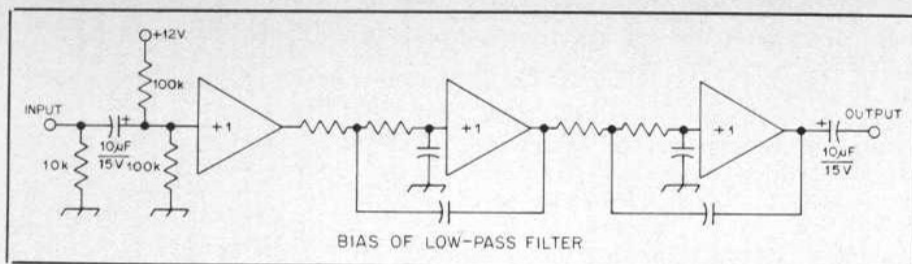 +12V
100k
INPUT
+
10µF
15V
10k
100k
+1
+1
+1
+
10µF
15V
OUTPUT
BIAS OF LOW-PASS FILTER